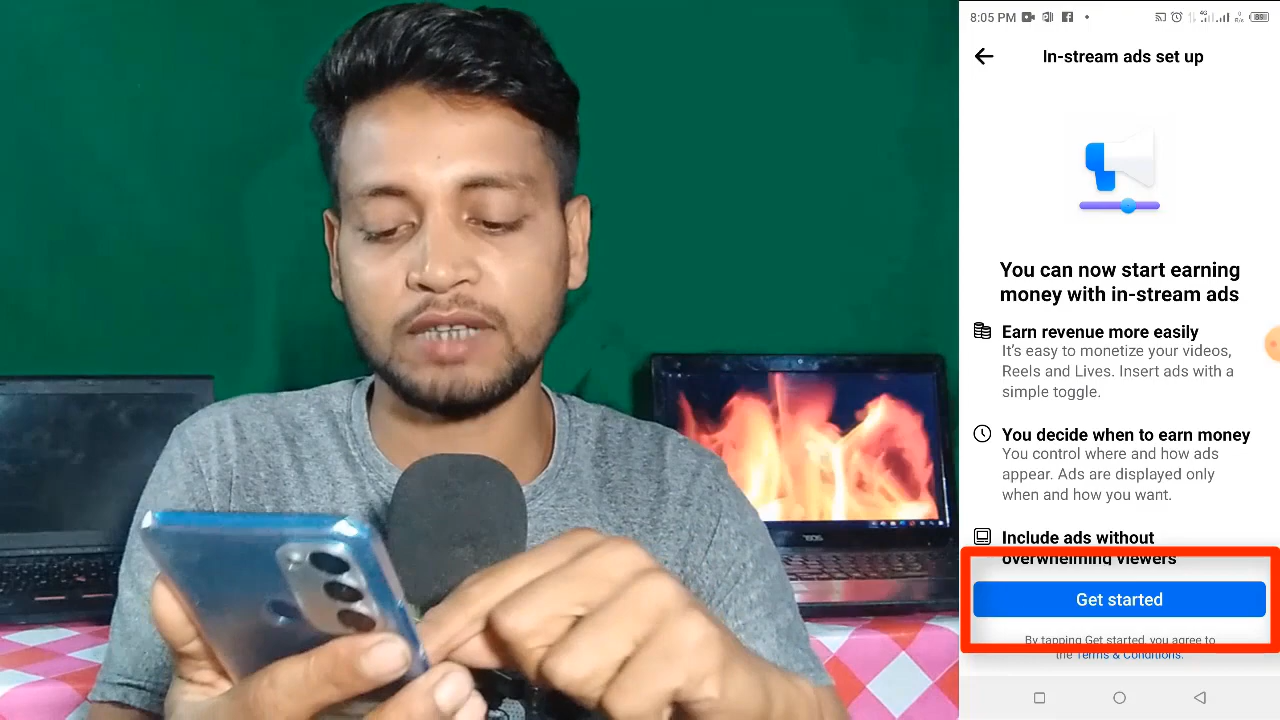 8:05 PM
In-stream ads set up
You can now start earning
money with in-stream ads
Earn revenue more easily
It's easy to monetize your videos,
Reels and Lives. Insert ads with a
simple toggle.
You decide when to earn money
You control where and how ads
appear. Ads are displayed only
when and how you want.
Include ads without
overwhelming viewers
Get started
By tapping Get started, you agree to
the Terms & Conditions.